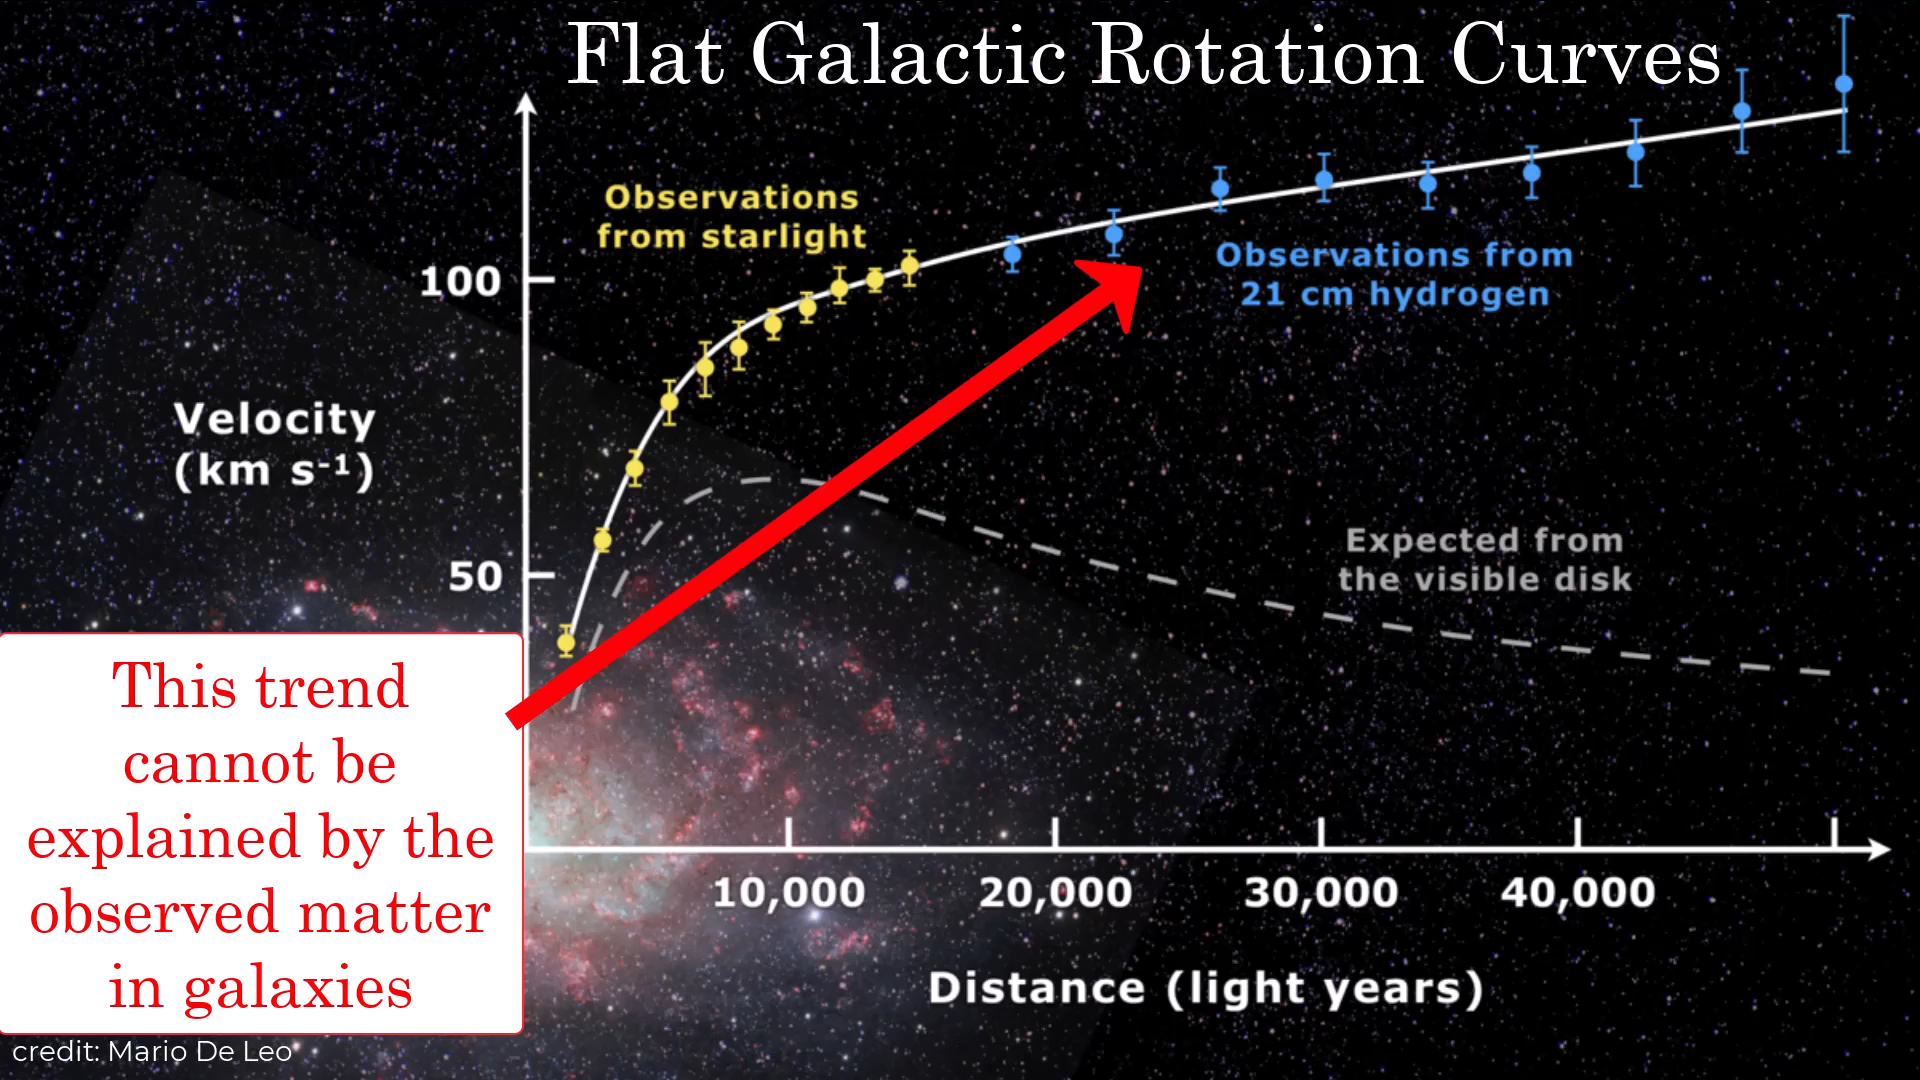 Flat Galactic Rotation Curves
Observations
from starlight
100
Observations from
21 cm hydrogen
Velocity
(km s⁻¹)
50
Expected from
the visible disk
This trend
cannot be
explained by the
observed matter
in galaxies
10,000 20,000 30,000 40,000
Distance (light years)
credit: Mario De Leo